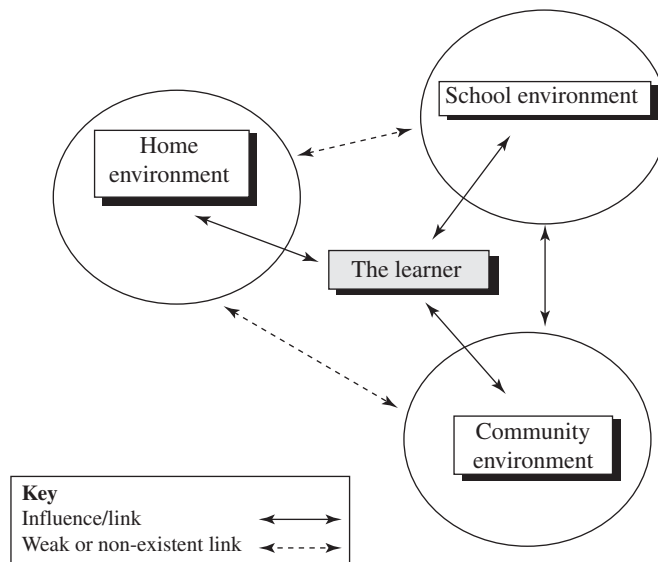 School environment
Home
environment
The learner
Community
environment
Key
Influence/link
Weak or non-existent link